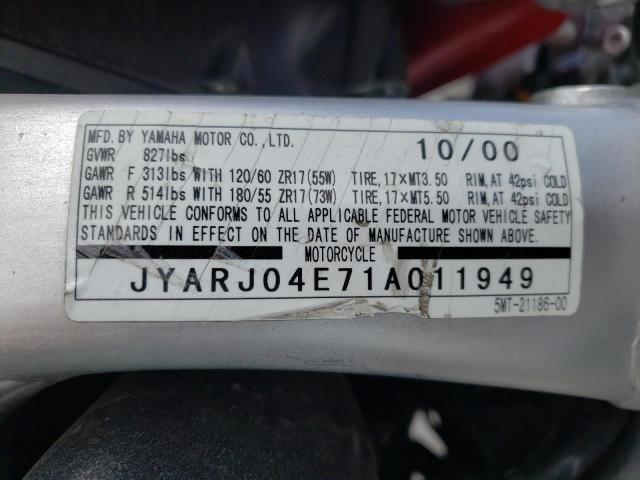 MFD. BY YAMAHA MOTOR CO.,LTD. 10/00
GVWR 827lbs
GAWR F 313lbs WITH 120/60 ZR17(55W) TIRE,17×MT3.50 RIM,AT 42psi COLD
GAWR R 514lbs WITH 180/55 ZR17(73W) TIRE,17×MT5.50 RIM,AT 42psi COLD
THIS VEHICLE CONFORMS TO ALL APPLICABLE FEDERAL MOTOR VEHICLE SAFETY
STANDARDS IN EFFECT ON THE DATE OF MANUFACTURE SHOWN ABOVE.
MOTORCYCLE
JYARJ04E71A011949
5MT-21186-00